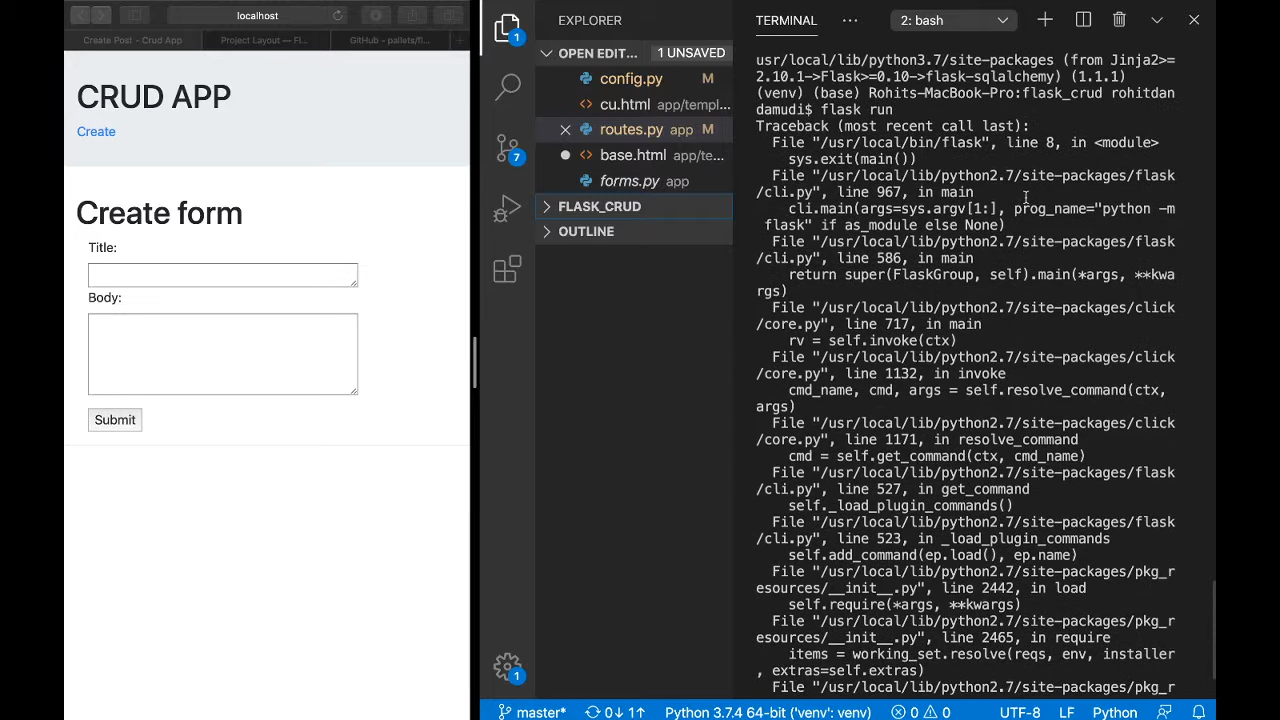 localhost
Create Post - Crud App
Project Layout — Fl...
GitHub - pallets/fl...
CRUD APP
Create
Create form
Title:
Body:
Submit
EXPLORER
OPEN EDIT...
1 UNSAVED
config.py M
cu.html app/templ...
routes.py app M
base.html app/te...
forms.py app
FLASK_CRUD
OUTLINE
1
7
1
TERMINAL
2: bash
usr/local/lib/python3.7/site-packages (from Jinja2>=
2.10.1->Flask>=0.10->flask-sqlalchemy) (1.1.1)
(venv) (base) Rohits-MacBook-Pro:flask_crud rohitdan
damudi$ flask run
Traceback (most recent call last):
File "/usr/local/bin/flask", line 8, in <module>
sys.exit(main())
File "/usr/local/lib/python2.7/site-packages/flask
/cli.py", line 967, in main
cli.main(args=sys.argv[1:], prog_name="python -m
flask" if as_module else None)
File "/usr/local/lib/python2.7/site-packages/flask
/cli.py", line 586, in main
return super(FlaskGroup, self).main(*args, **kwa
rgs)
File "/usr/local/lib/python2.7/site-packages/click
/core.py", line 717, in main
rv = self.invoke(ctx)
File "/usr/local/lib/python2.7/site-packages/click
/core.py", line 1132, in invoke
cmd_name, cmd, args = self.resolve_command(ctx,
args)
File "/usr/local/lib/python2.7/site-packages/click
/core.py", line 1171, in resolve_command
cmd = self.get_command(ctx, cmd_name)
File "/usr/local/lib/python2.7/site-packages/flask
/cli.py", line 527, in get_command
self._load_plugin_commands()
File "/usr/local/lib/python2.7/site-packages/flask
/cli.py", line 523, in _load_plugin_commands
self.add_command(ep.load(), ep.name)
File "/usr/local/lib/python2.7/site-packages/pkg_r
esources/__init__.py", line 2442, in load
self.require(*args, **kwargs)
File "/usr/local/lib/python2.7/site-packages/pkg_r
esources/__init__.py", line 2465, in require
items = working_set.resolve(reqs, env, installer
, extras=self.extras)
File "/usr/local/lib/python2.7/site-packages/pkg_r
master* 0↓ 1↑ Python 3.7.4 64-bit ('venv': venv) 0 0 UTF-8 LF Python